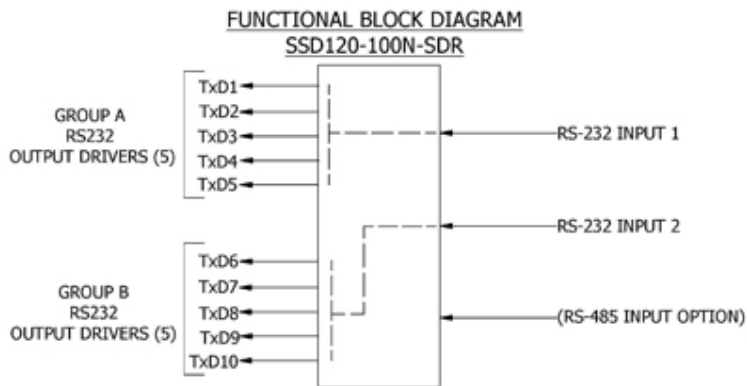 FUNCTIONAL BLOCK DIAGRAM
SSD120-100N-SDR
GROUP A
RS232
OUTPUT DRIVERS (5)
TxD1
TxD2
TxD3
TxD4
TxD5
RS-232 INPUT 1
RS-232 INPUT 2
GROUP B
RS232
OUTPUT DRIVERS (5)
TxD6
TxD7
TxD8
TxD9
TxD10
(RS-485 INPUT OPTION)